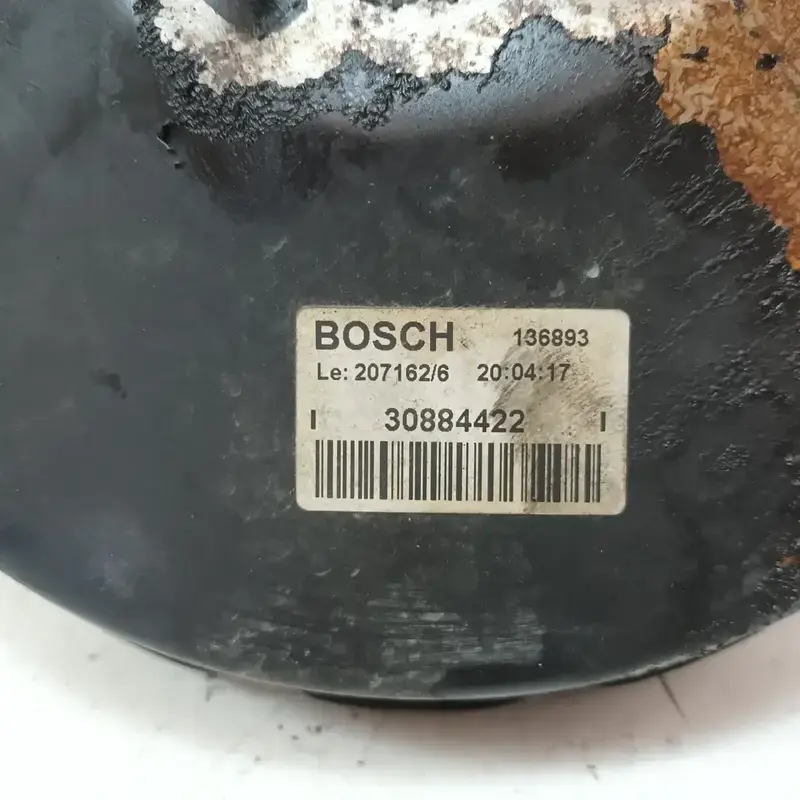 BOSCH 136893
Le: 207162/6 20:04:17
I 30884422 I